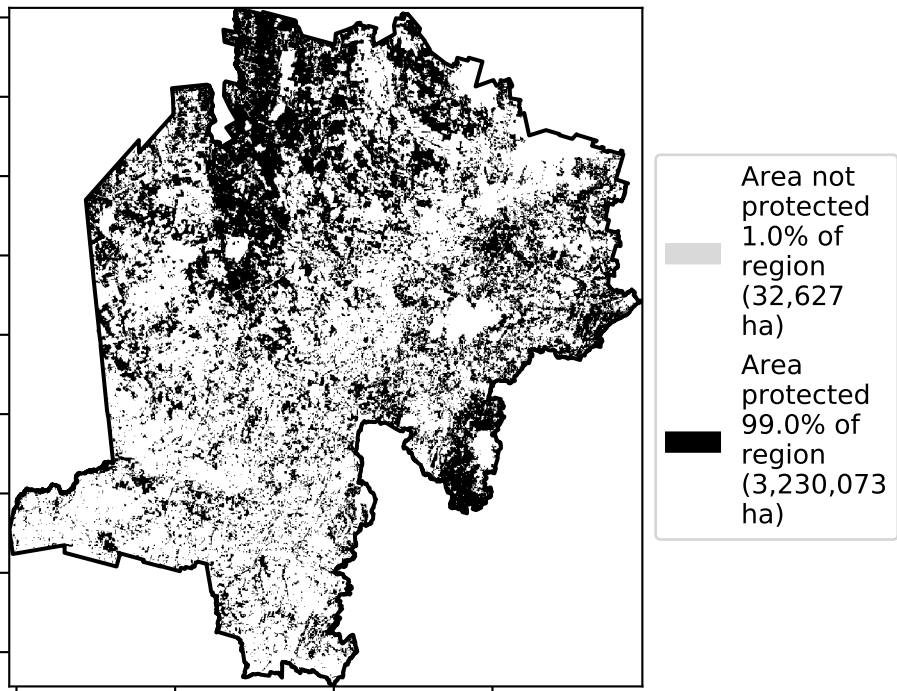 Area not
protected
1.0% of
region
(32,627
ha)
Area
protected
99.0% of
region
(3,230,073
ha)